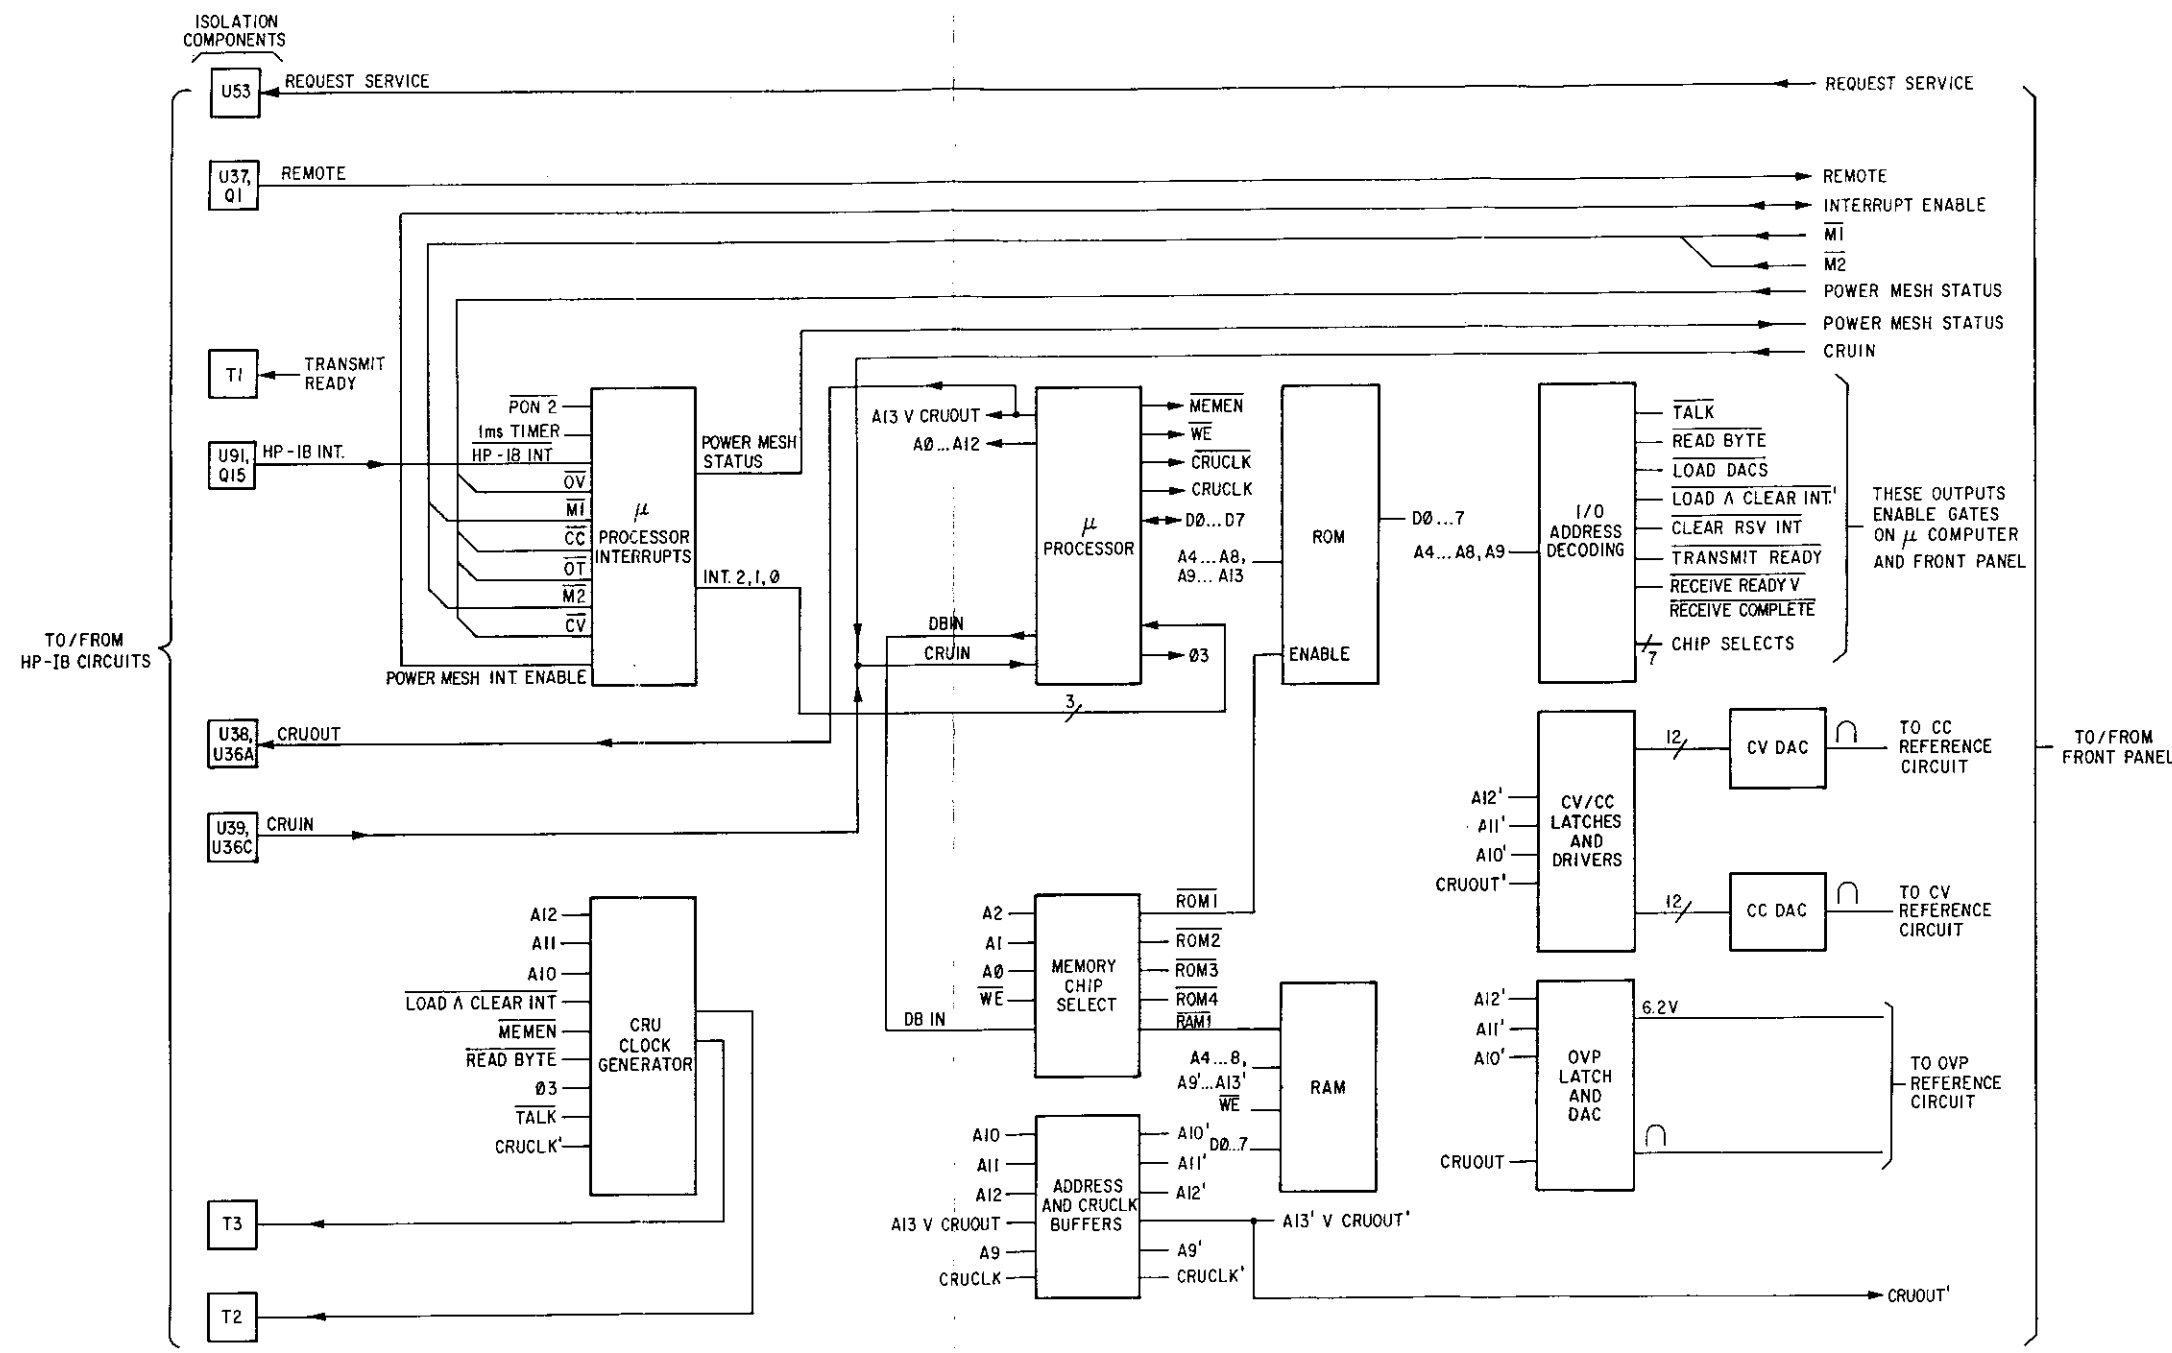 ISOLATION
COMPONENTS
U53
REQUEST SERVICE
REQUEST SERVICE
U37,
Q1
REMOTE
REMOTE
INTERRUPT ENABLE
M1
M2
POWER MESH STATUS
POWER MESH STATUS
CRUIN
T1
TRANSMIT
READY
U91,
Q15
HP-IB INT.
PON 2
1ms TIMER
HP-IB INT
OV
M1
CC
OT
M2
CV
POWER MESH INT. ENABLE
μ
PROCESSOR
INTERRUPTS
POWER MESH
STATUS
INT. 2,1,0
3
A13 V CRUOUT
A0...A12
DBIN
CRUIN
μ
PROCESSOR
MEMEN
WE
CRUCLK
CRUCLK
D0...D7
Ø3
A4...A8,
A9...A13
ROM
ENABLE
D0...7
A4...A8, A9
I/O
ADDRESS
DECODING
TALK
READ BYTE
LOAD DACS
LOAD Λ CLEAR INT.'
CLEAR RSV INT
TRANSMIT READY
RECEIVE READY V
RECEIVE COMPLETE
7
CHIP SELECTS
THESE OUTPUTS
ENABLE GATES
ON μ COMPUTER
AND FRONT PANEL
TO/FROM
HP-IB CIRCUITS
TO/FROM
FRONT PANEL
U38,
U36A
CRUOUT
U39,
U36C
CRUIN
A12'
A11'
A10'
CRUOUT'
CV/CC
LATCHES
AND
DRIVERS
12
CV DAC
TO CC
REFERENCE
CIRCUIT
12
CC DAC
TO CV
REFERENCE
CIRCUIT
A12
A11
A10
LOAD Λ CLEAR INT
MEMEN
READ BYTE
Ø3
TALK
CRUCLK'
CRU
CLOCK
GENERATOR
A2
A1
A0
WE
DB IN
MEMORY
CHIP
SELECT
ROM1
ROM2
ROM3
ROM4
RAM1
A4...8,
A9'...A13'
WE
D0...7
RAM
A12'
A11'
A10'
CRUOUT
OVP
LATCH
AND
DAC
6.2V
TO OVP
REFERENCE
CIRCUIT
A10
A11
A12
A13 V CRUOUT
A9
CRUCLK
ADDRESS
AND CRUCLK
BUFFERS
A10'
A11'
A12'
A13' V CRUOUT'
A9'
CRUCLK'
CRUOUT'
T3
T2